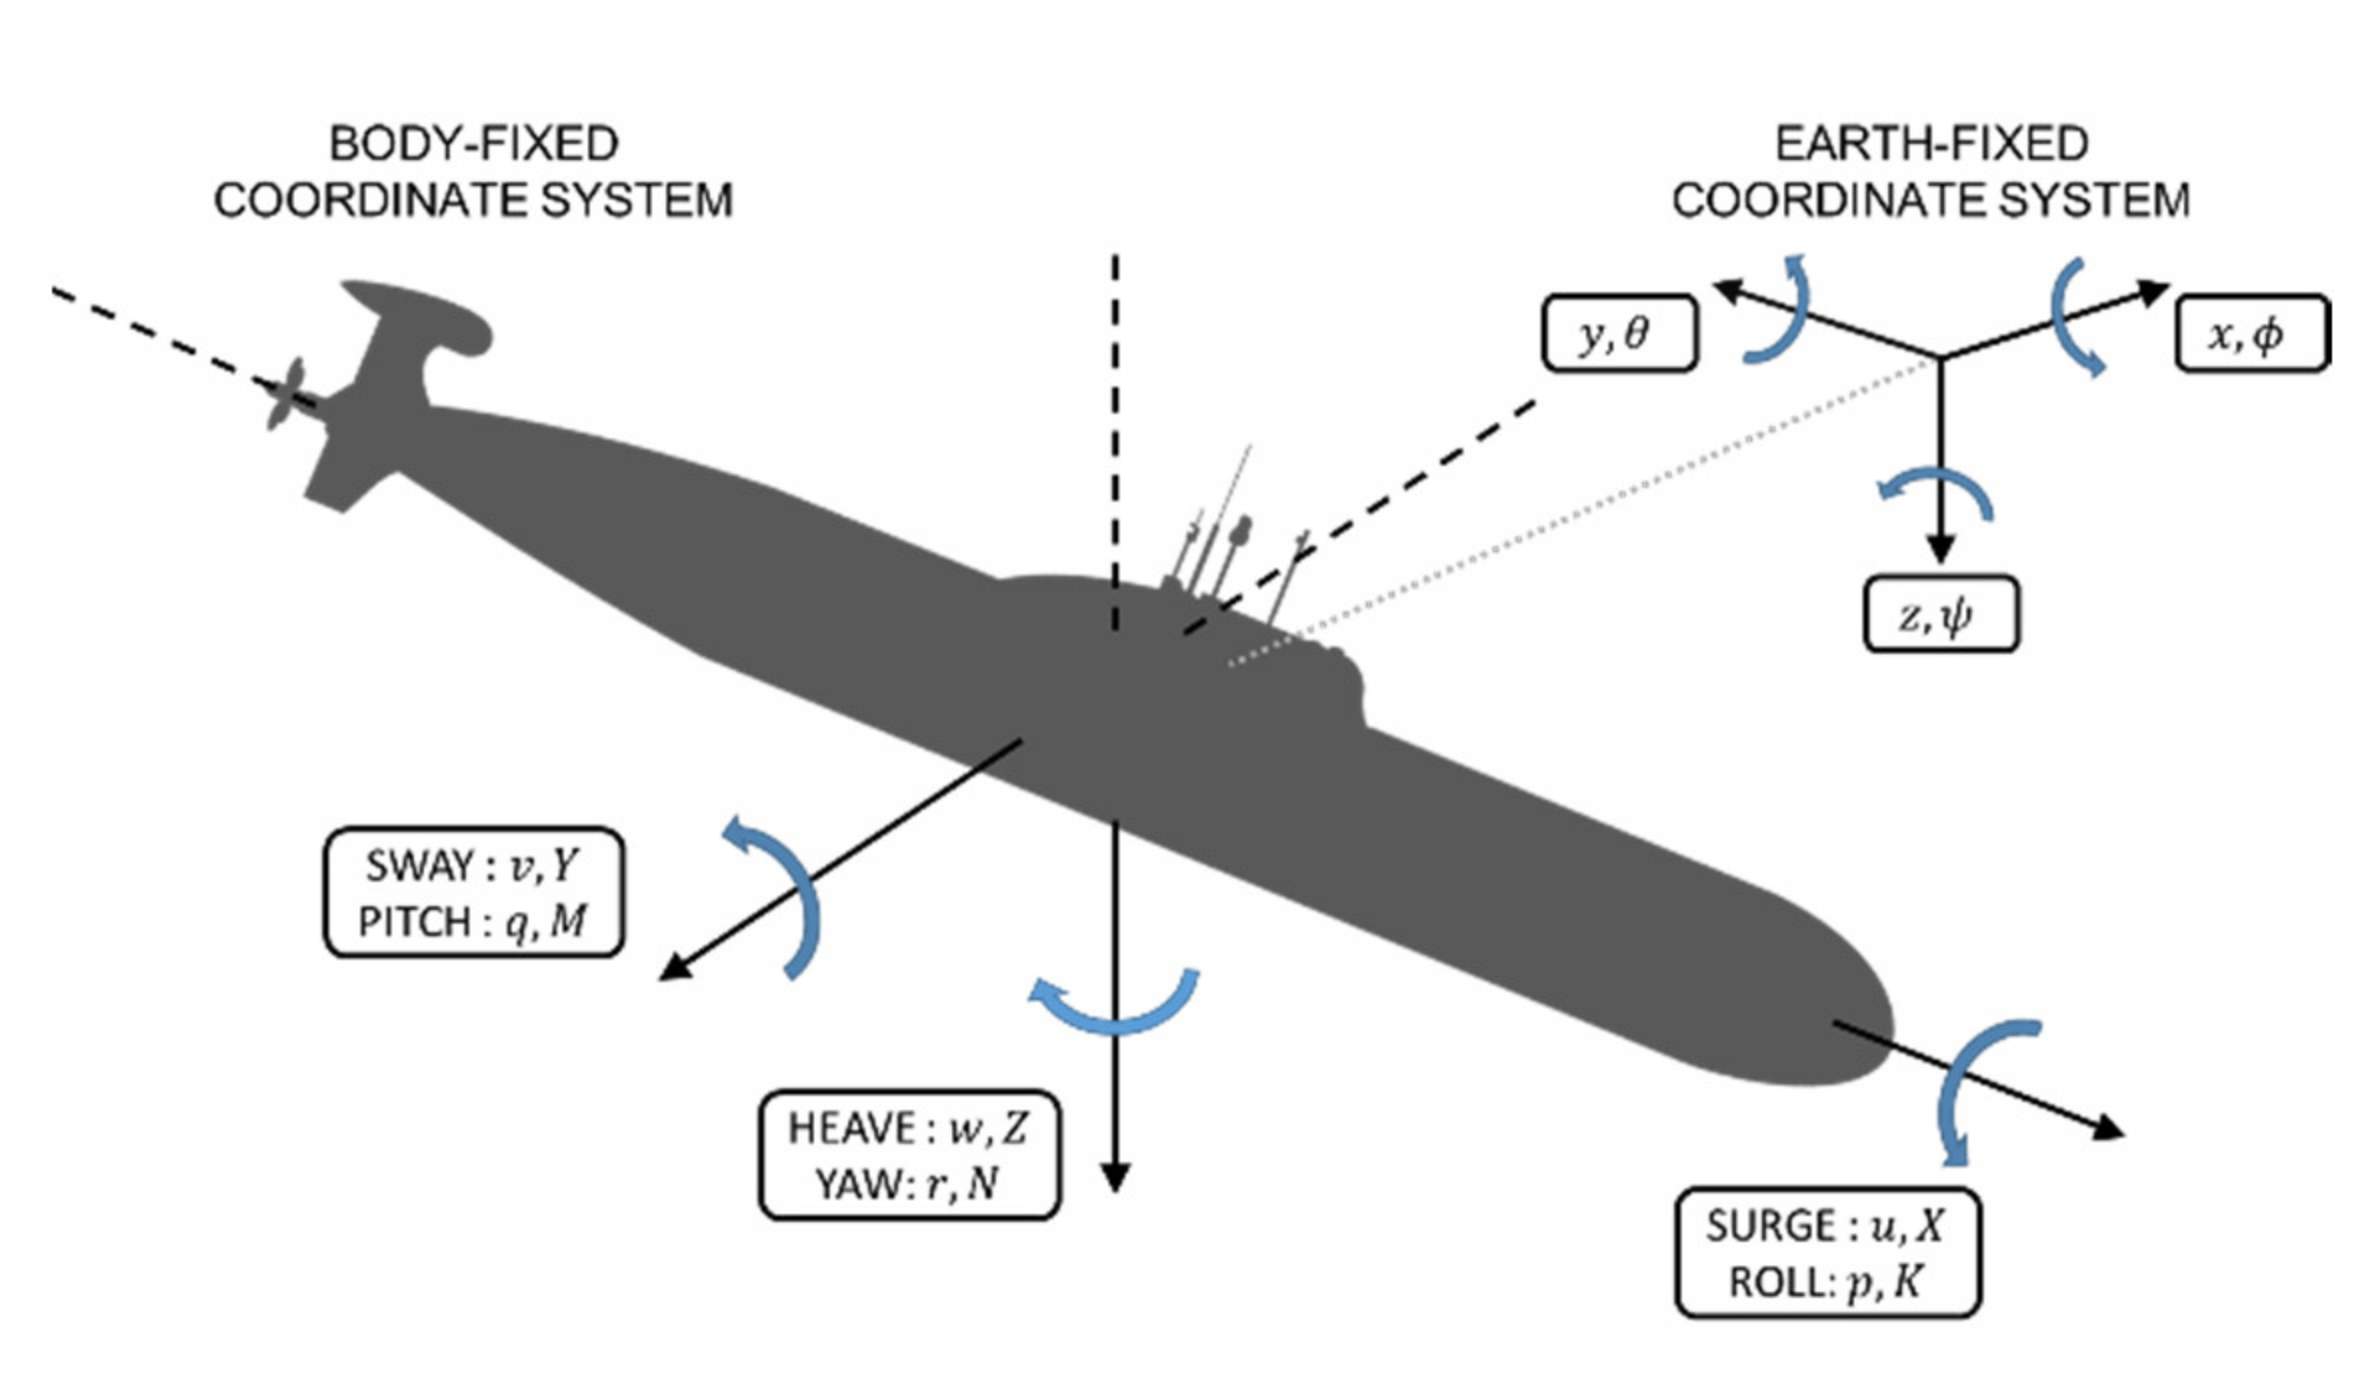 BODY-FIXED
COORDINATE SYSTEM
EARTH-FIXED
COORDINATE SYSTEM
y, θ
x, ϕ
z, ψ
SWAY : v, Y
PITCH : q, M
HEAVE : w, Z
YAW: r, N
SURGE : u, X
ROLL: p, K